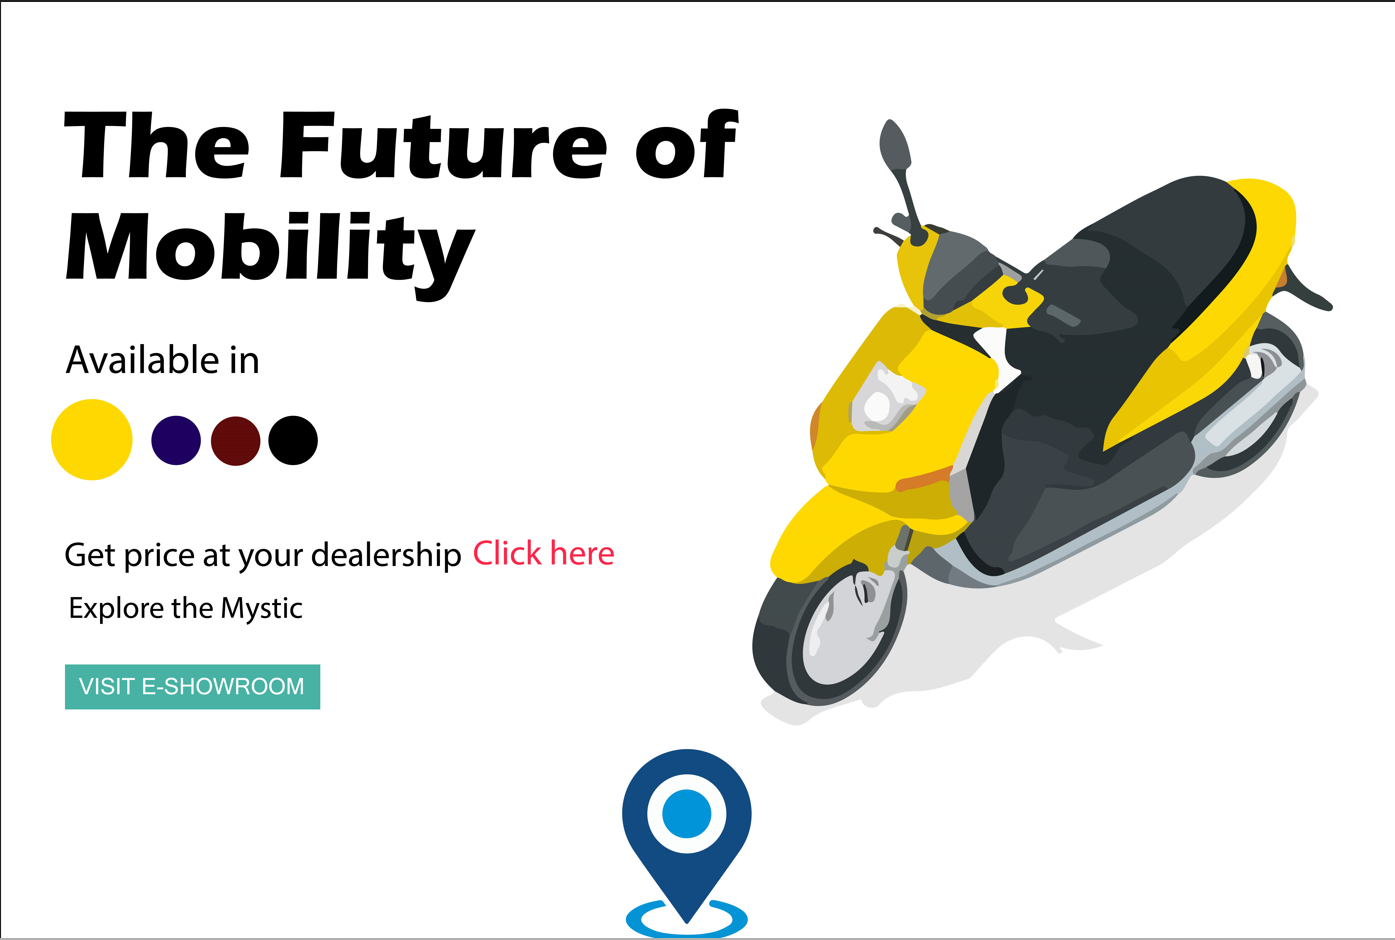 The Future of
Mobility
Available in
Get price at your dealership Click here
Explore the Mystic
VISIT E-SHOWROOM